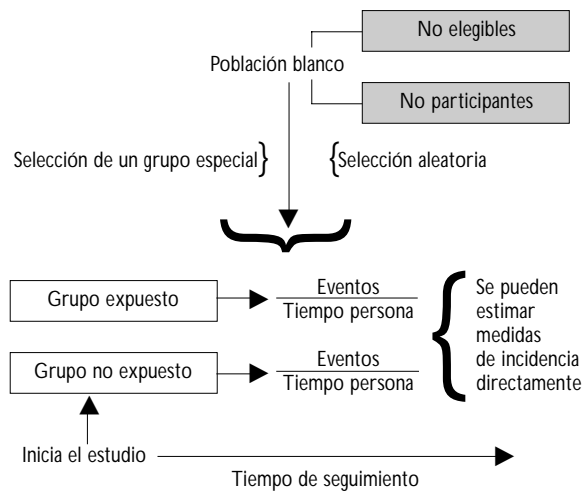 No elegibles
Población blanco
No participantes
Selección de un grupo especial}
{Selección aleatoria
Grupo expuesto
Eventos
Tiempo persona
Grupo no expuesto
Eventos
Tiempo persona
Se pueden
estimar
medidas
de incidencia
directamente
Inicia el estudio
Tiempo de seguimiento